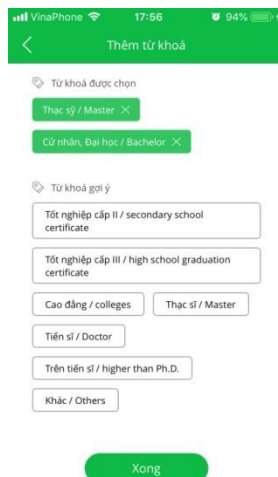 VinaPhone 17:56 94%
Thêm từ khoá
Từ khoá được chọn
Thạc sỹ / Master ×
Cử nhân, Đại học / Bachelor ×
Từ khoá gợi ý
Tốt nghiệp cấp II / secondary school
certificate
Tốt nghiệp cấp III / high school graduation
certificate
Cao đẳng / colleges Thạc sĩ / Master
Tiến sĩ / Doctor
Trên tiến sĩ / higher than Ph.D.
Khác / Others
Xong